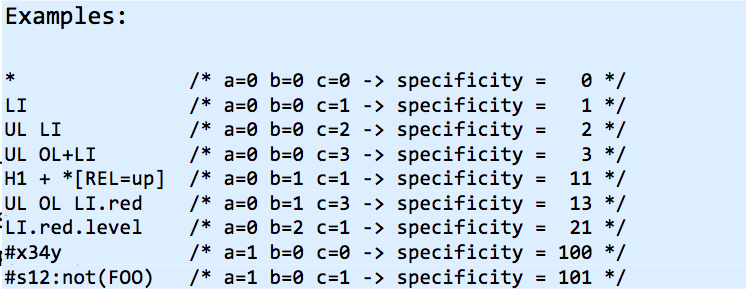 Examples:
* /* a=0 b=0 c=0 -> specificity = 0 */
LI /* a=0 b=0 c=1 -> specificity = 1 */
UL LI /* a=0 b=0 c=2 -> specificity = 2 */
UL OL+LI /* a=0 b=0 c=3 -> specificity = 3 */
H1 + *[REL=up] /* a=0 b=1 c=1 -> specificity = 11 */
UL OL LI.red /* a=0 b=1 c=3 -> specificity = 13 */
LI.red.level /* a=0 b=2 c=1 -> specificity = 21 */
#x34y /* a=1 b=0 c=0 -> specificity = 100 */
#s12:not(FOO) /* a=1 b=0 c=1 -> specificity = 101 */